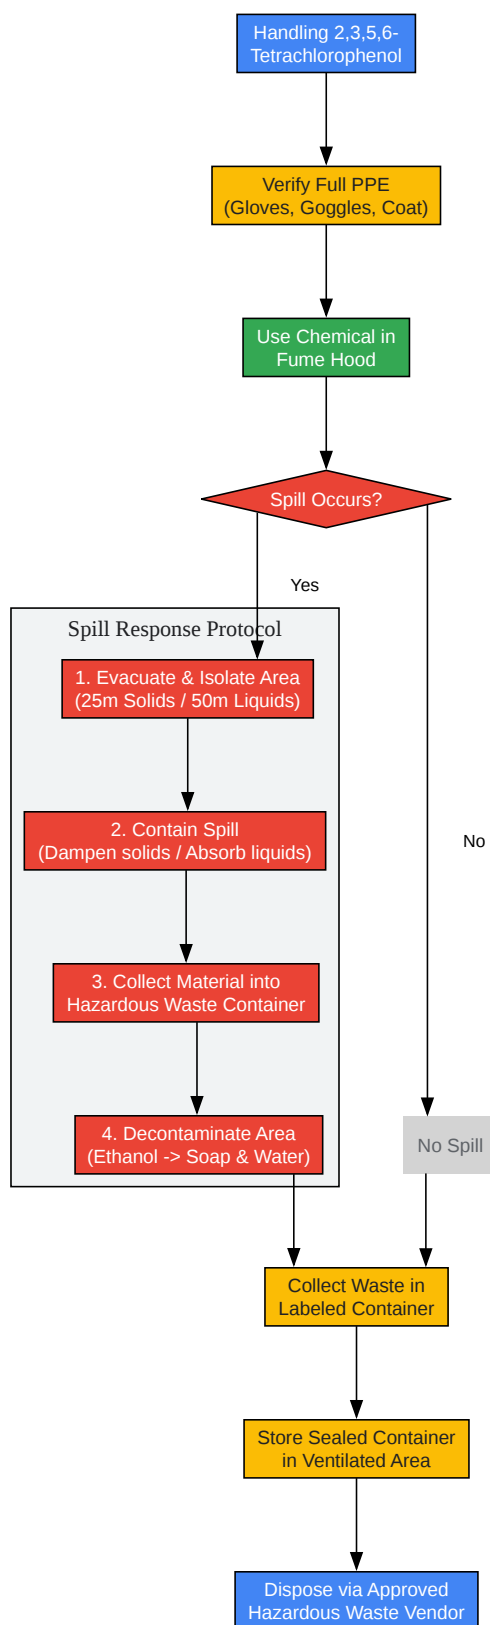 Handling 2,3,5,6-
Tetrachlorophenol
Verify Full PPE
(Gloves, Goggles, Coat)
Use Chemical in
Fume Hood
Spill Occurs?
Yes
Spill Response Protocol
1. Evacuate & Isolate Area
(25m Solids / 50m Liquids)
2. Contain Spill
(Dampen solids / Absorb liquids)
No
3. Collect Material into
Hazardous Waste Container
4. Decontaminate Area
(Ethanol -> Soap & Water)
No Spill
Collect Waste in
Labeled Container
Store Sealed Container
in Ventilated Area
Dispose via Approved
Hazardous Waste Vendor